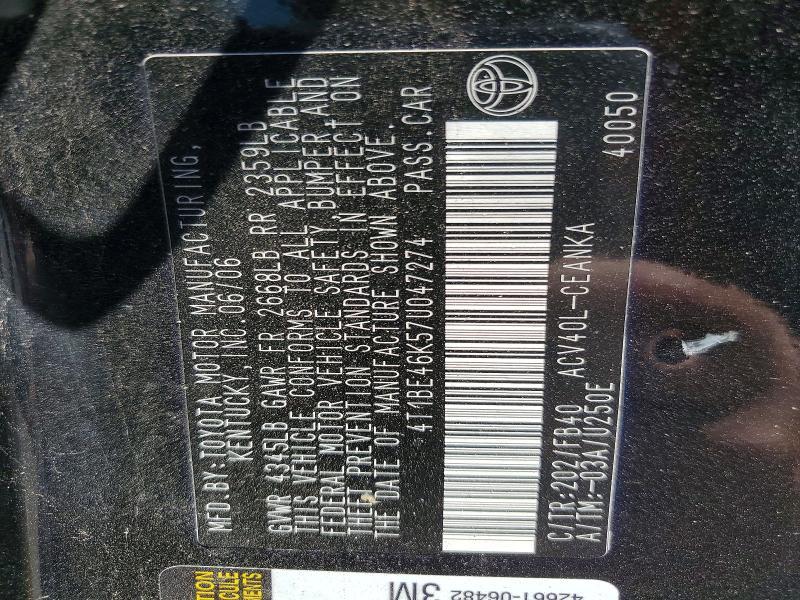 MFD.BY:TOYOTA MOTOR MANUFACTURING,
KENTUCKY, INC. 06/06
GVWR 4345LB GAWR FR 2668LB RR 2359LB
THIS VEHICLE CONFORMS TO ALL APPLICABLE
FEDERAL MOTOR VEHICLE SAFETY, BUMPER, AND
THEFT PREVENTION STANDARDS IN EFFECT ON
THE DATE OF MANUFACTURE SHOWN ABOVE.
4T1BE46K57U047274 PASS.CAR
C/TR:202/FB40 ACV40L-CEANKA
A/TM:-03A/U250E 40050
42661-06482
3M